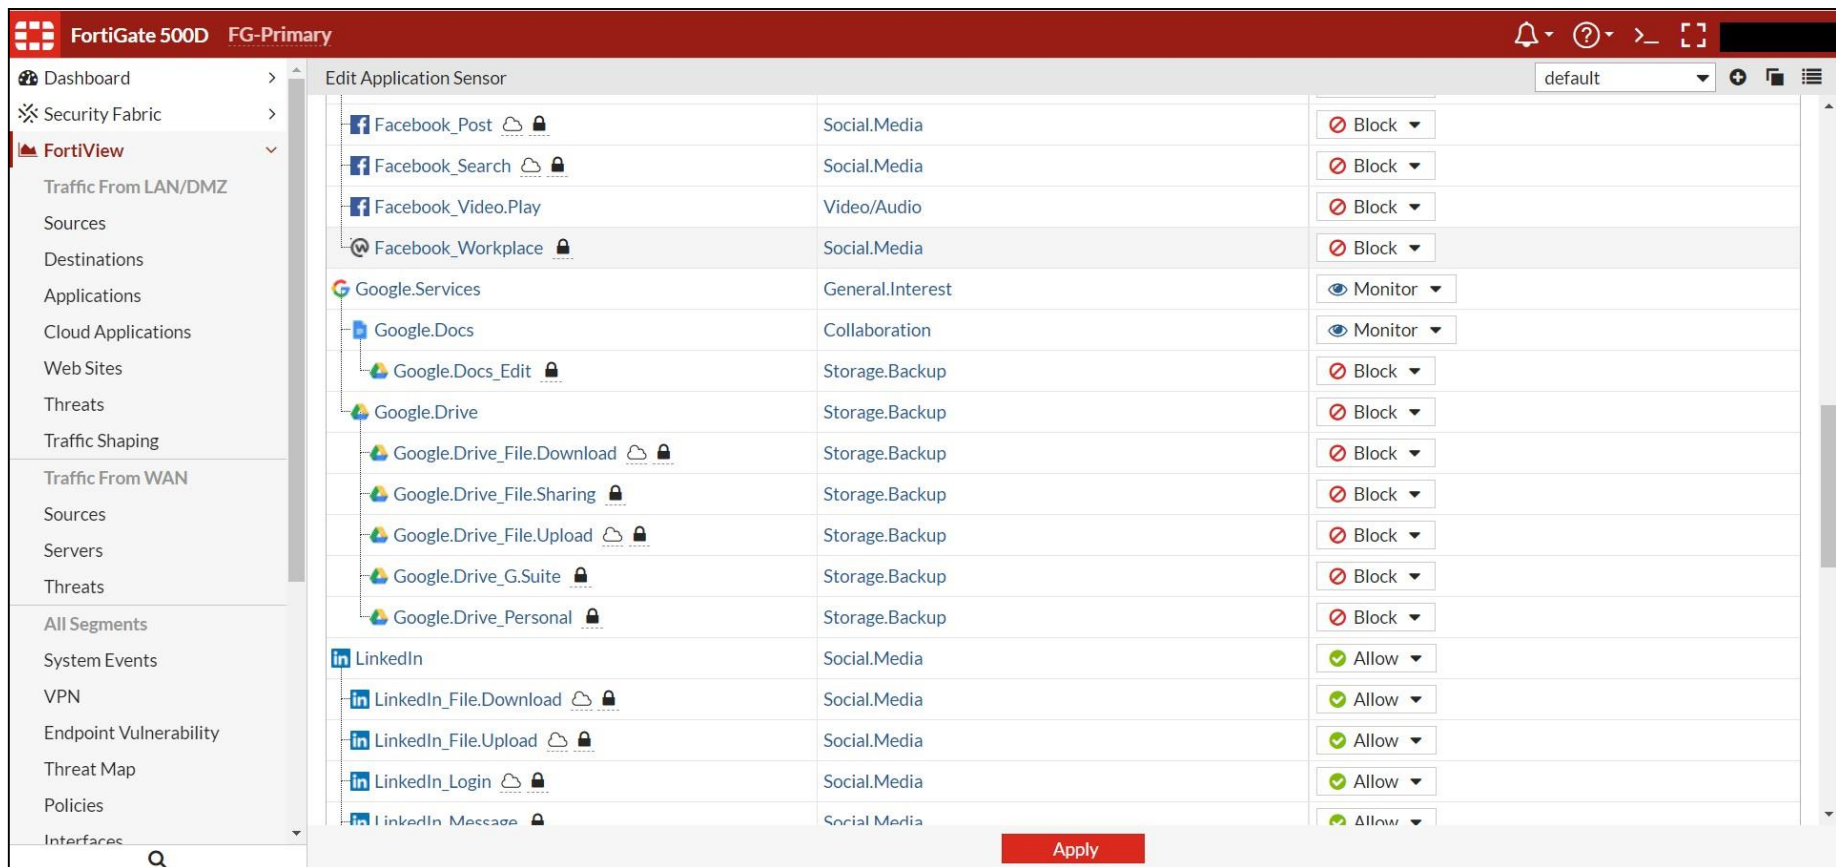 FortiGate 500D FG-Primary
Dashboard
Security Fabric
FortiView
Traffic From LAN/DMZ
Sources
Destinations
Applications
Cloud Applications
Web Sites
Threats
Traffic Shaping
Traffic From WAN
Sources
Servers
Threats
All Segments
System Events
VPN
Endpoint Vulnerability
Threat Map
Policies
Interfaces
Edit Application Sensor default
Facebook_Post Social.Media Block
Facebook_Search Social.Media Block
Facebook_Video.Play Video/Audio Block
Facebook_Workplace Social.Media Block
Google.Services General.Interest Monitor
Google.Docs Collaboration Monitor
Google.Docs_Edit Storage.Backup Block
Google.Drive Storage.Backup Block
Google.Drive_File.Download Storage.Backup Block
Google.Drive_File.Sharing Storage.Backup Block
Google.Drive_File.Upload Storage.Backup Block
Google.Drive_G.Suite Storage.Backup Block
Google.Drive_Personal Storage.Backup Block
LinkedIn Social.Media Allow
LinkedIn_File.Download Social.Media Allow
LinkedIn_File.Upload Social.Media Allow
LinkedIn_Login Social.Media Allow
LinkedIn_Message Social.Media Allow
Apply